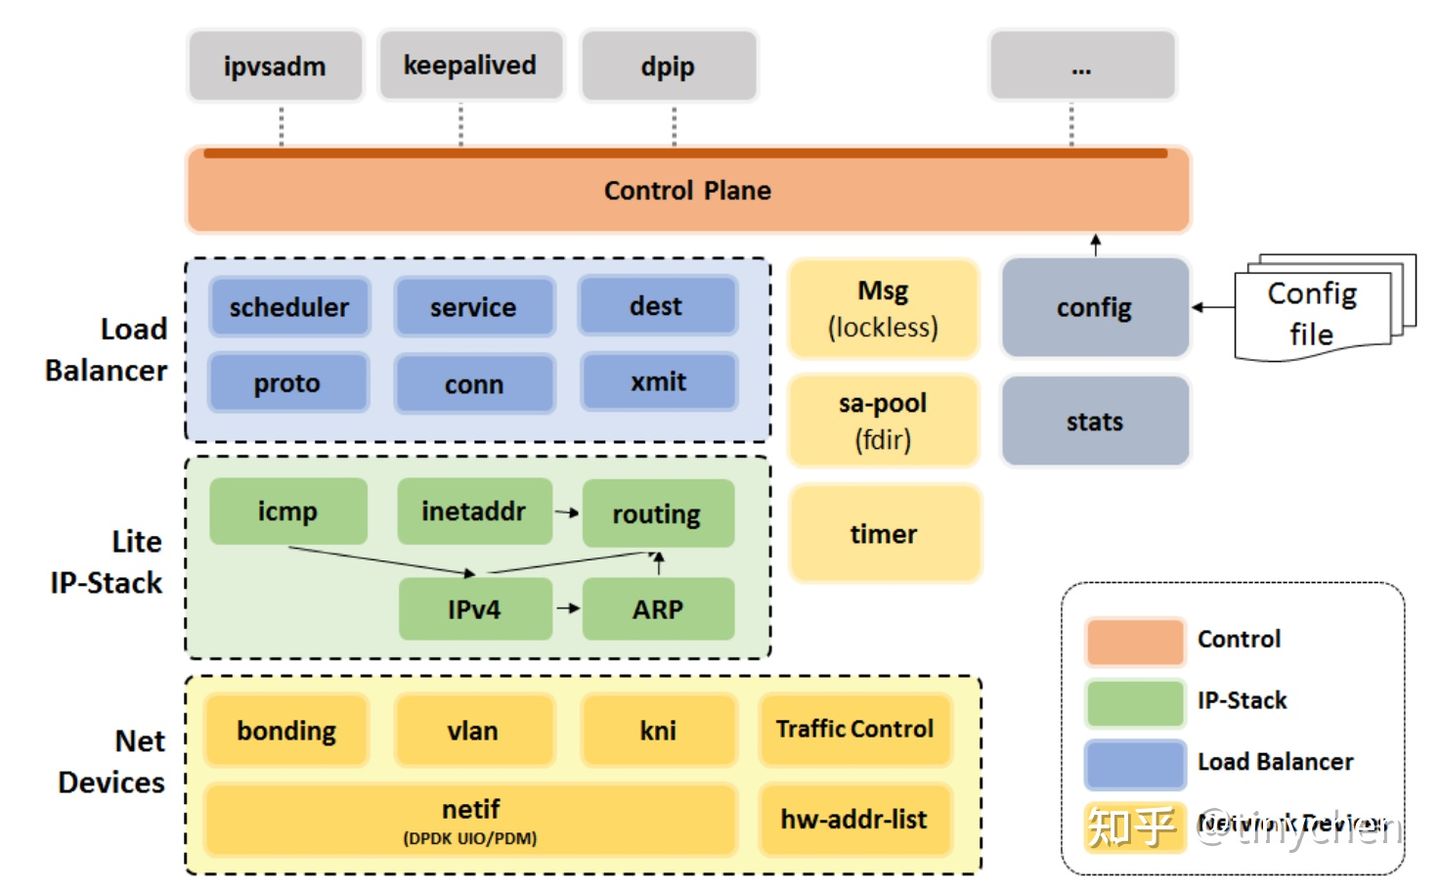 ipvsadm
keepalived
dpip
...
Control Plane
Load
Balancer
scheduler
service
dest
proto
conn
xmit
Msg
(lockless)
sa-pool
(fdir)
timer
config
stats
Config
file
Lite
IP-Stack
icmp
inetaddr
routing
IPv4
ARP
Net
Devices
bonding
vlan
kni
Traffic Control
netif
(DPDK UIO/PDM)
hw-addr-list
Control
IP-Stack
Load Balancer
Network Devices
知乎 @tinychen